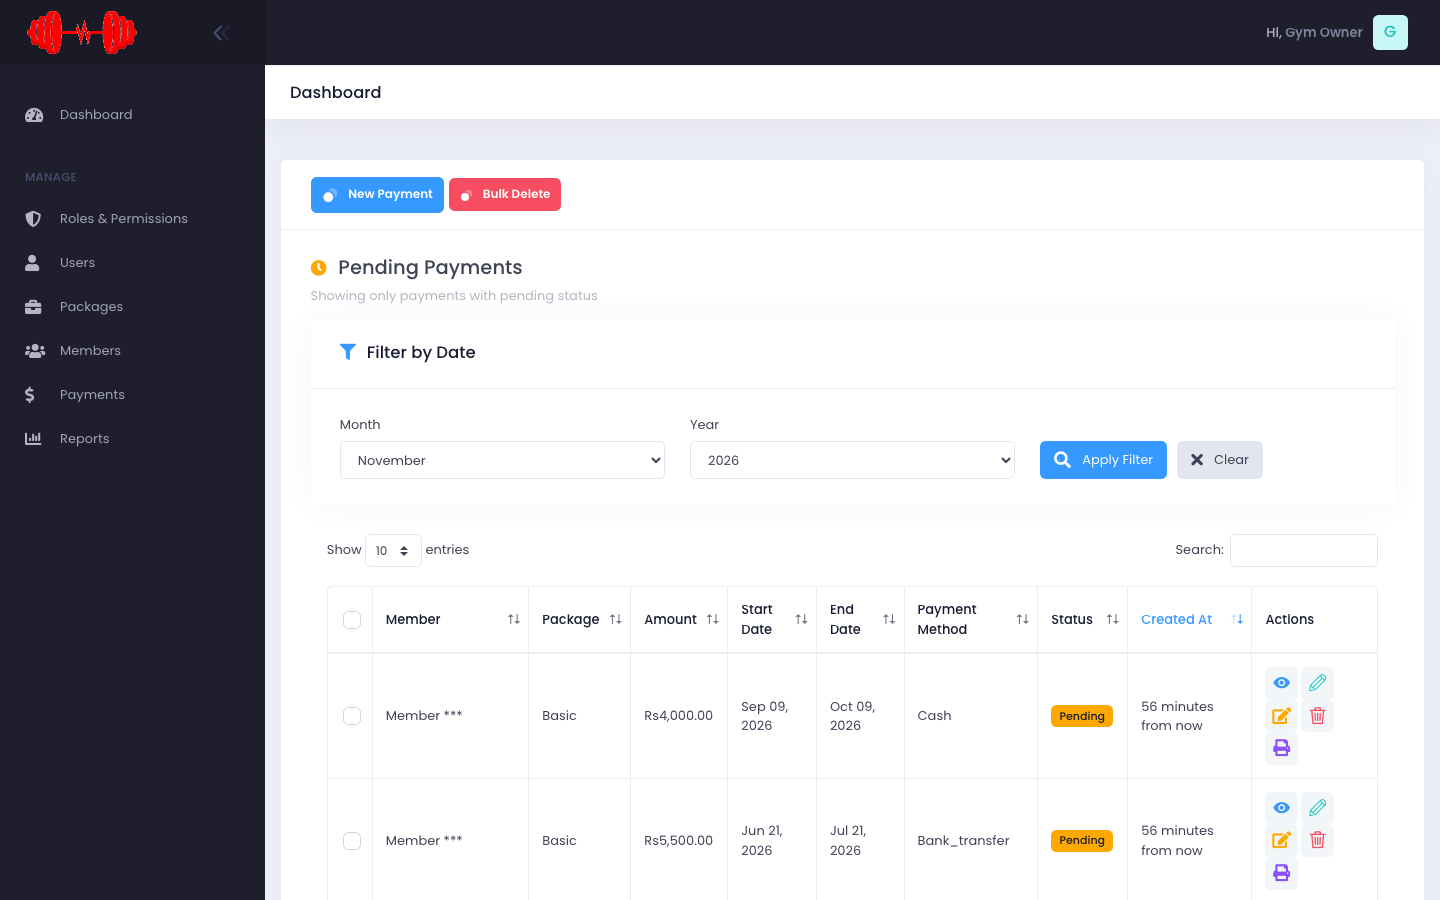 Hi, Gym Owner
G
Dashboard
Dashboard
MANAGE
Roles & Permissions
Users
Packages
Members
Payments
Reports
New Payment
Bulk Delete
Pending Payments
Showing only payments with pending status
Filter by Date
Month
Year
November
2026
Apply Filter
Clear
Show 10 entries
Search:
Member
Package
Amount
Start Date
End Date
Payment Method
Status
Created At
Actions
Member ***
Basic
Rs4,000.00
Sep 09, 2026
Oct 09, 2026
Cash
Pending
56 minutes from now
Member ***
Basic
Rs5,500.00
Jun 21, 2026
Jul 21, 2026
Bank_transfer
Pending
56 minutes from now